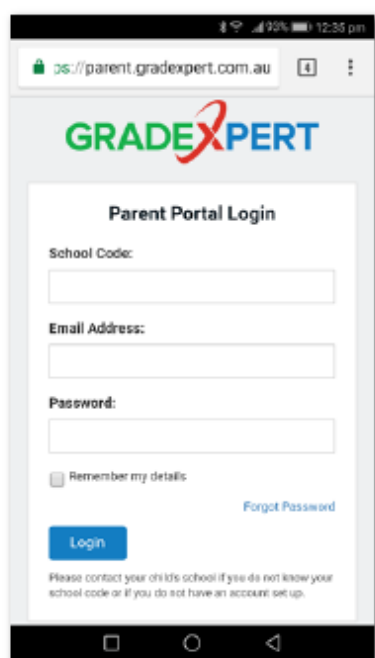 93% 12:35 pm
ps://parent.gradexpert.com.au 4
GRADEXPERT
Parent Portal Login
School Code:
Email Address:
Password:
Remember my details
Forgot Password
Login
Please contact your child's school if you do not know your
school code or if you do not have an account set up.